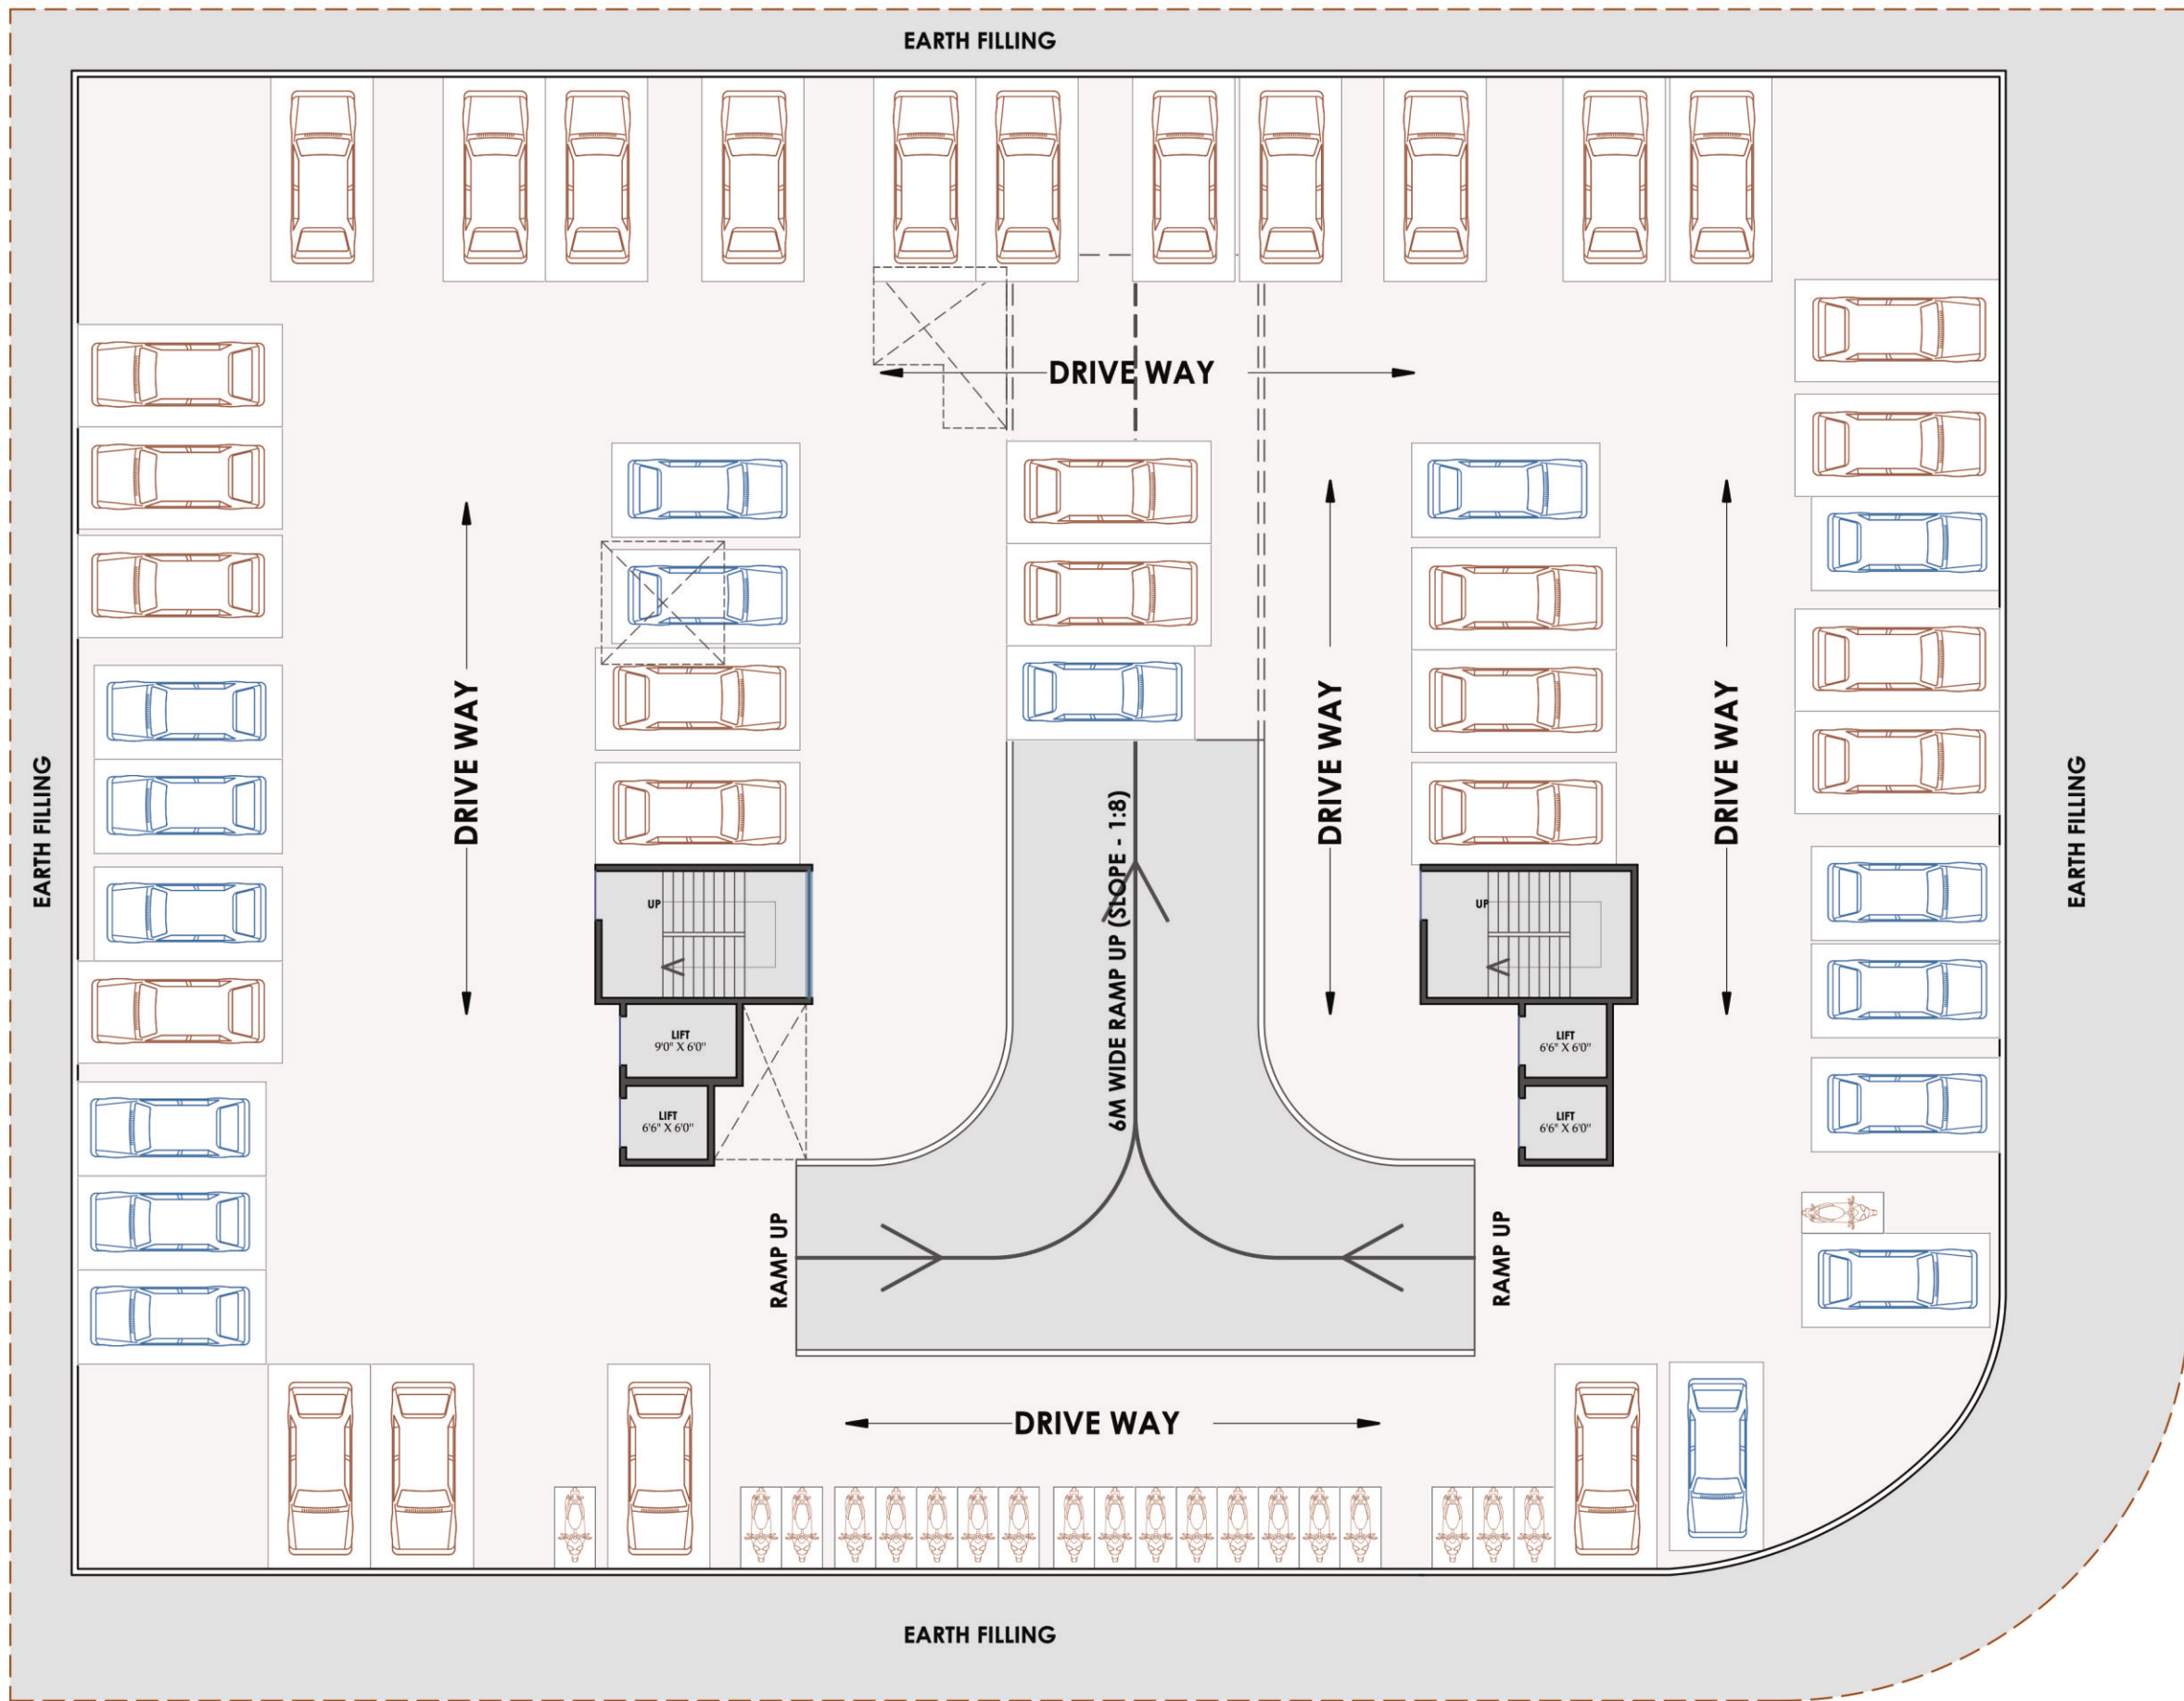 EARTH FILLING
DRIVE WAY
EARTH FILLING
DRIVE WAY
DRIVE WAY
DRIVE WAY
EARTH FILLING
6M WIDE RAMP UP (SLOPE - 1:8)
UP
UP
LIFT
9'0" X 6'0"
LIFT
6'6" X 6'0"
LIFT
6'6" X 6'0"
LIFT
6'6" X 6'0"
RAMP UP
RAMP UP
DRIVE WAY
EARTH FILLING